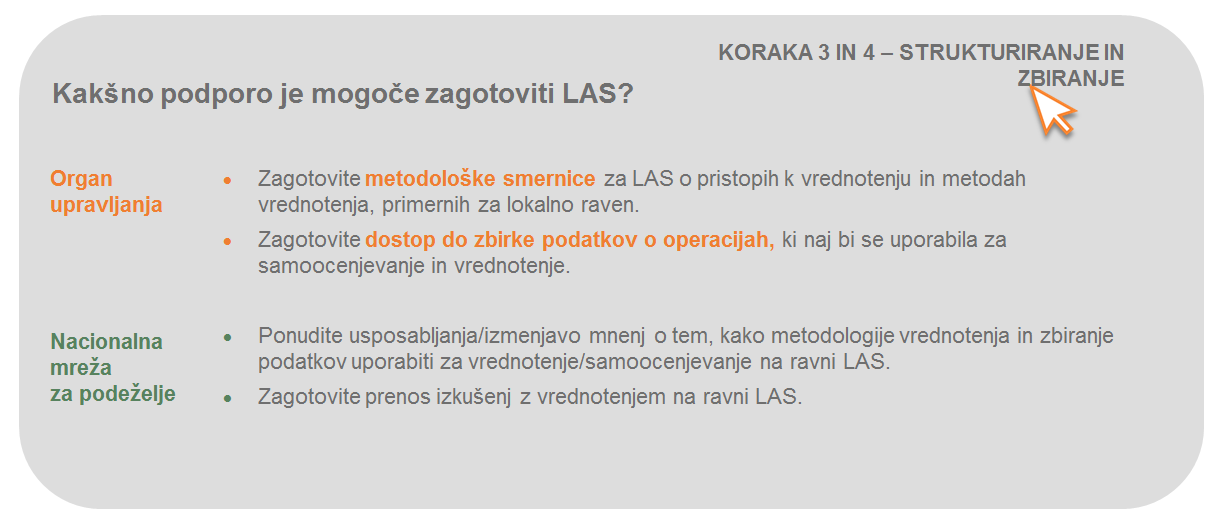 KORAKA 3 IN 4 – STRUKTURIRANJE IN
ZBIRANJE
Kakšno podporo je mogoče zagotoviti LAS?
Organ
upravljanja
• Zagotovite metodološke smernice za LAS o pristopih k vrednotenju in metodah
vrednotenja, primernih za lokalno raven.
• Zagotovite dostop do zbirke podatkov o operacijah, ki naj bi se uporabila za
samoocenjevanje in vrednotenje.
Nacionalna
mreža
za podeželje
• Ponudite usposabljanja/izmenjavo mnenj o tem, kako metodologije vrednotenja in zbiranje
podatkov uporabiti za vrednotenje/samoocenjevanje na ravni LAS.
• Zagotovite prenos izkušenj z vrednotenjem na ravni LAS.